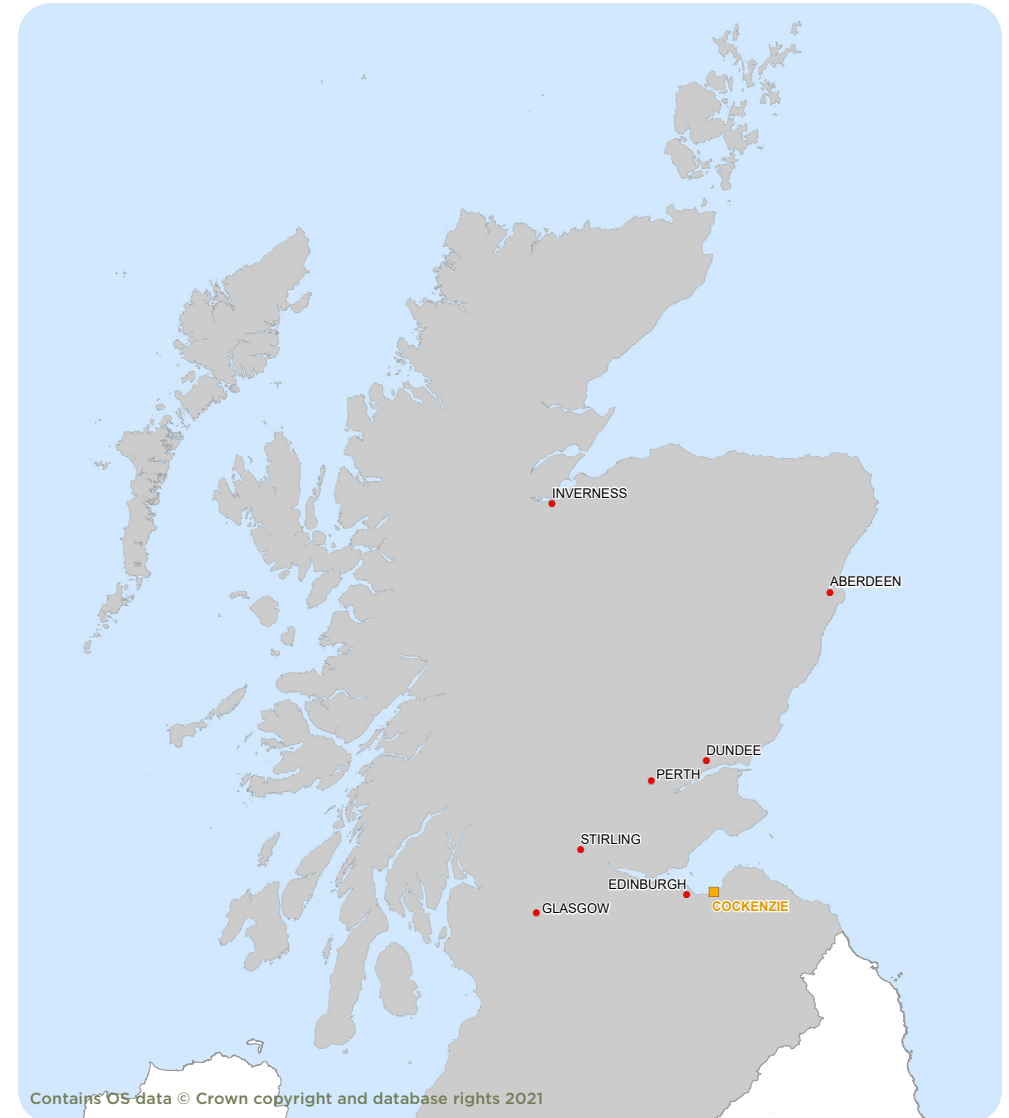 INVERNESS
ABERDEEN
DUNDEE
PERTH
STIRLING
EDINBURGH
COCKENZIE
GLASGOW
Contains OS data © Crown copyright and database rights 2021